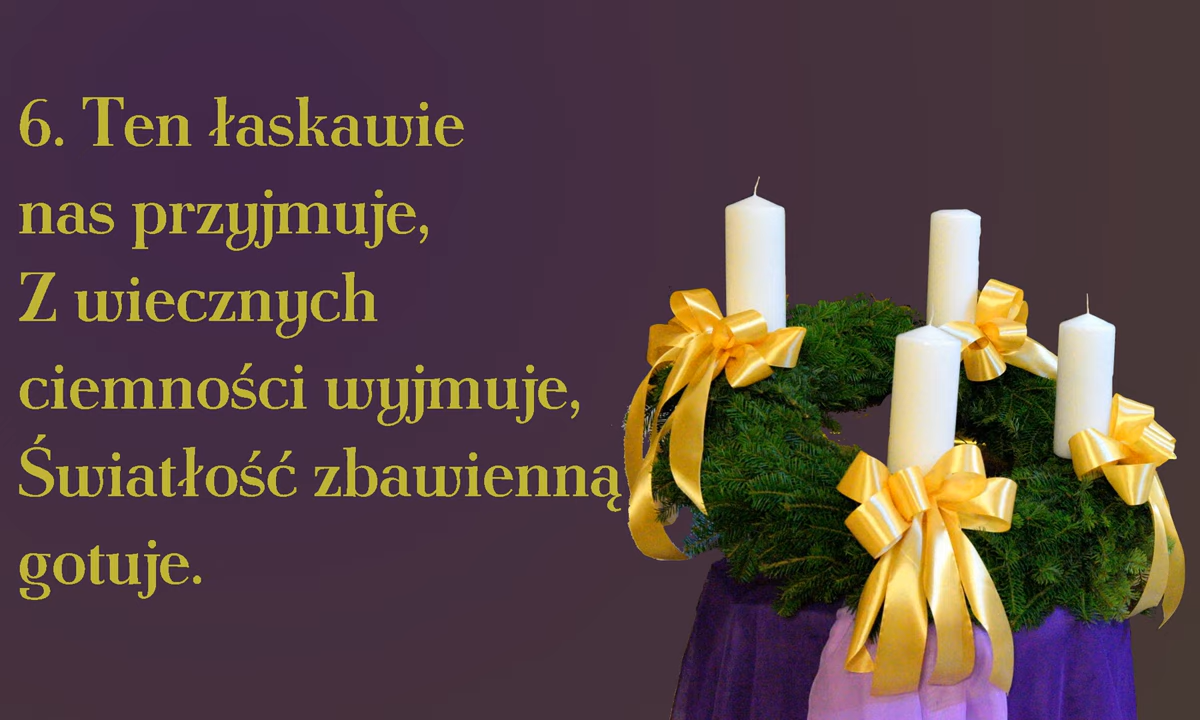 6. Ten łaskawie
nas przyjmuje,
Z wiecznych
ciemności wyjmuje,
Światłość zbawienną
gotuje.